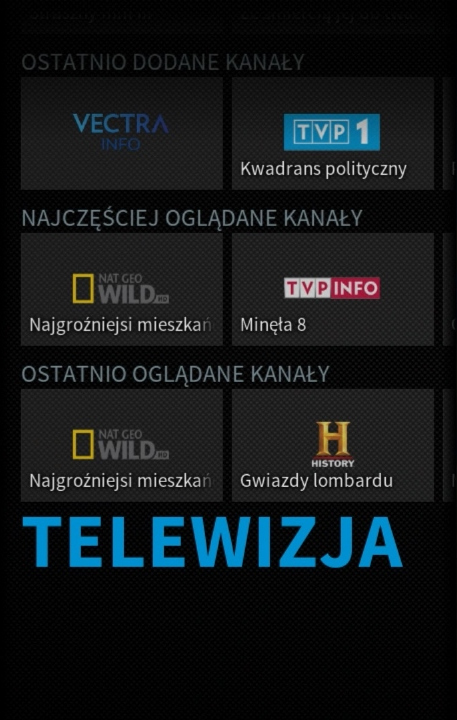 OSTATNIO DODANE KANAŁY
VECTRA
INFO
TVP 1
Kwadrans polityczny
NAJCZĘŚCIEJ OGLĄDANE KANAŁY
NAT GEO
WILD HD
Najgroźniejsi mieszkań
TVP INFO
Minęła 8
OSTATNIO OGLĄDANE KANAŁY
NAT GEO
WILD HD
Najgroźniejsi mieszkań
H
HISTORY
Gwiazdy lombardu
TELEWIZJA